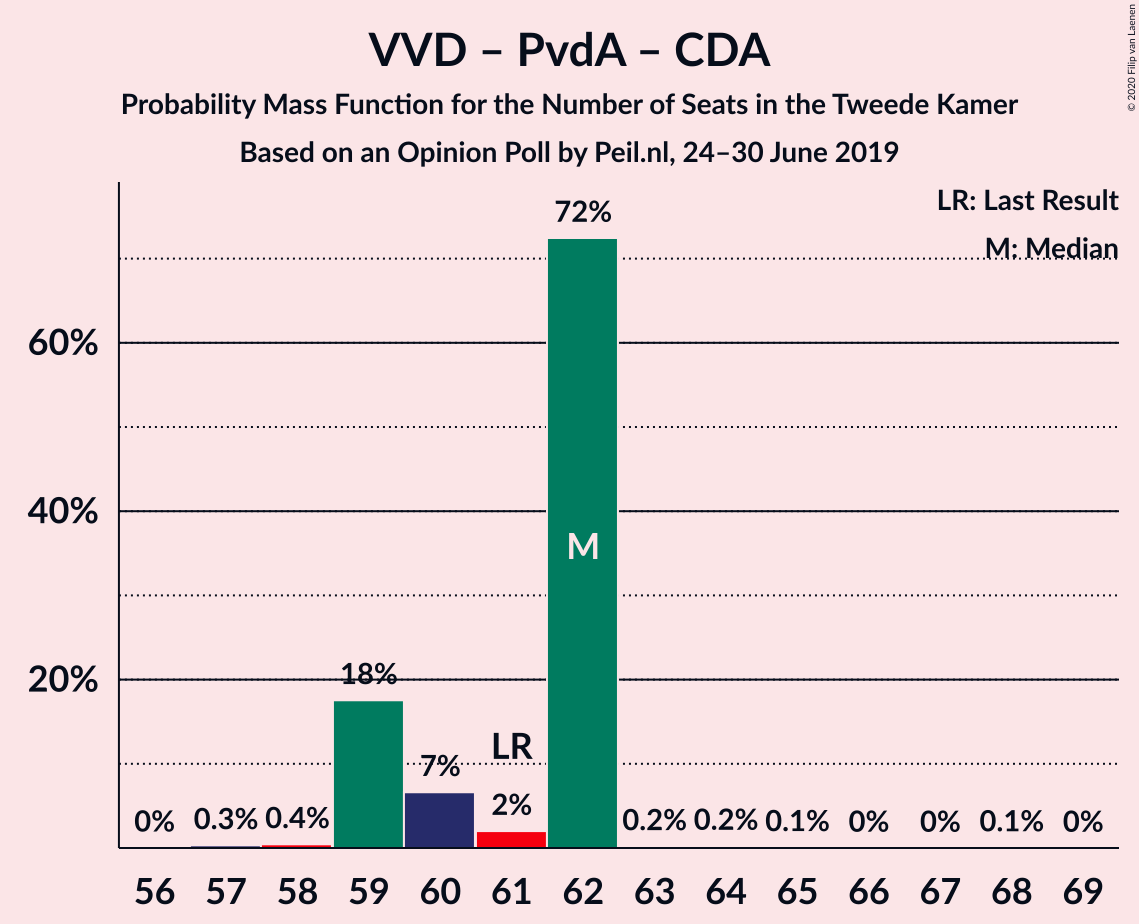 VVD – PvdA – CDA
Probability Mass Function for the Number of Seats in the Tweede Kamer
Based on an Opinion Poll by Peil.nl, 24–30 June 2019
© 2020 Filip van Laenen
LR: Last Result
M: Median
72%
60%
40%
M
20%
18%
LR
7%
2%
0% 0.3% 0.4% 0.2% 0.2% 0.1% 0% 0% 0.1% 0%
56 57 58 59 60 61 62 63 64 65 66 67 68 69